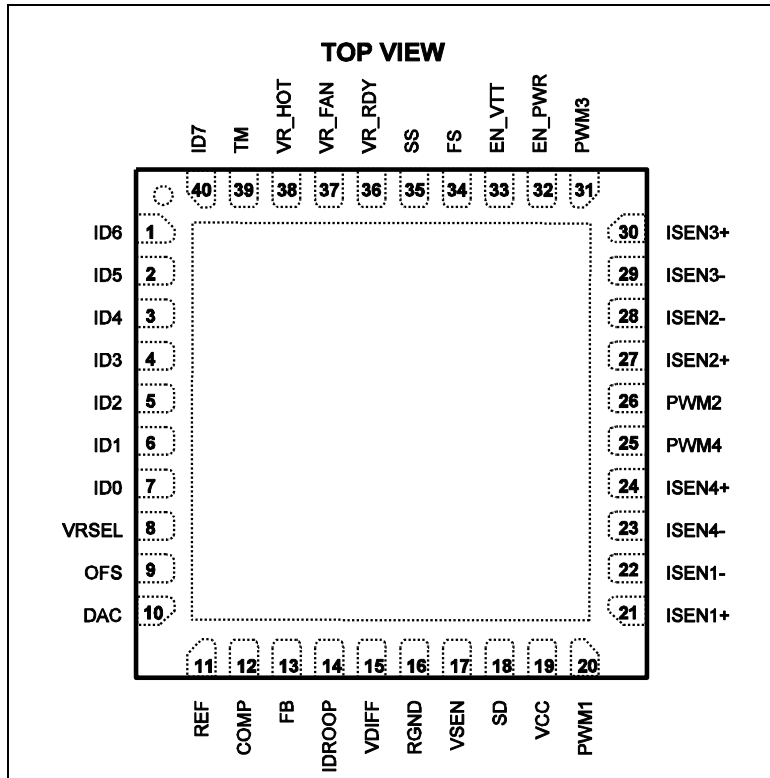 TOP VIEW
ID7 TM VR_HOT VR_FAN VR_RDY SS FS EN_VTT EN_PWR PWM3
40 39 38 37 36 35 34 33 32 31
ID6 1 30 ISEN3+
ID5 2 29 ISEN3-
ID4 3 28 ISEN2-
ID3 4 27 ISEN2+
ID2 5 26 PWM2
ID1 6 25 PWM4
ID0 7 24 ISEN4+
VRSEL 8 23 ISEN4-
OFS 9 22 ISEN1-
DAC 10 21 ISEN1+
11 12 13 14 15 16 17 18 19 20
REF COMP FB IDROOP VDIFF RGND VSEN SD VCC PWM1